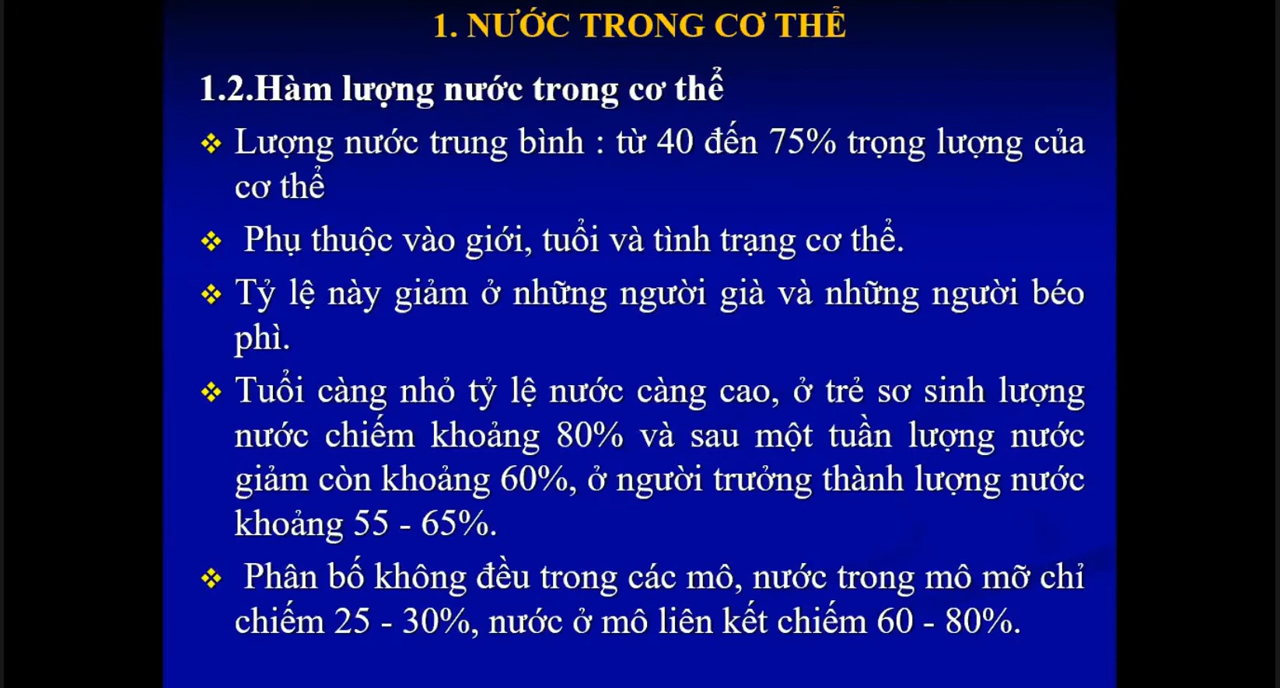 1. NƯỚC TRONG CƠ THỂ
1.2.Hàm lượng nước trong cơ thể
❖ Lượng nước trung bình : từ 40 đến 75% trọng lượng của
cơ thể
❖ Phụ thuộc vào giới, tuổi và tình trạng cơ thể.
❖ Tỷ lệ này giảm ở những người già và những người béo
phì.
❖ Tuổi càng nhỏ tỷ lệ nước càng cao, ở trẻ sơ sinh lượng
nước chiếm khoảng 80% và sau một tuần lượng nước
giảm còn khoảng 60%, ở người trưởng thành lượng nước
khoảng 55 - 65%.
❖ Phân bố không đều trong các mô, nước trong mô mỡ chỉ
chiếm 25 - 30%, nước ở mô liên kết chiếm 60 - 80%.